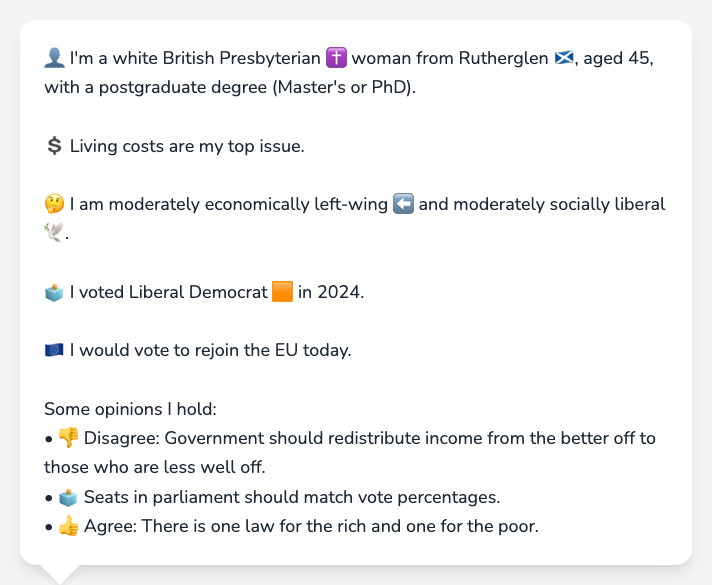 👤 I'm a white British Presbyterian ✝️ woman from Rutherglen 🏴󠁧󠁢󠁳󠁣󠁴󠁿, aged 45,
with a postgraduate degree (Master's or PhD).
💲 Living costs are my top issue.
🤔 I am moderately economically left-wing ⬅️ and moderately socially liberal
🕊️.
🗳️ I voted Liberal Democrat 🟧 in 2024.
🇪🇺 I would vote to rejoin the EU today.
Some opinions I hold:
• 👎 Disagree: Government should redistribute income from the better off to
those who are less well off.
• 🗳️ Seats in parliament should match vote percentages.
• 👍 Agree: There is one law for the rich and one for the poor.